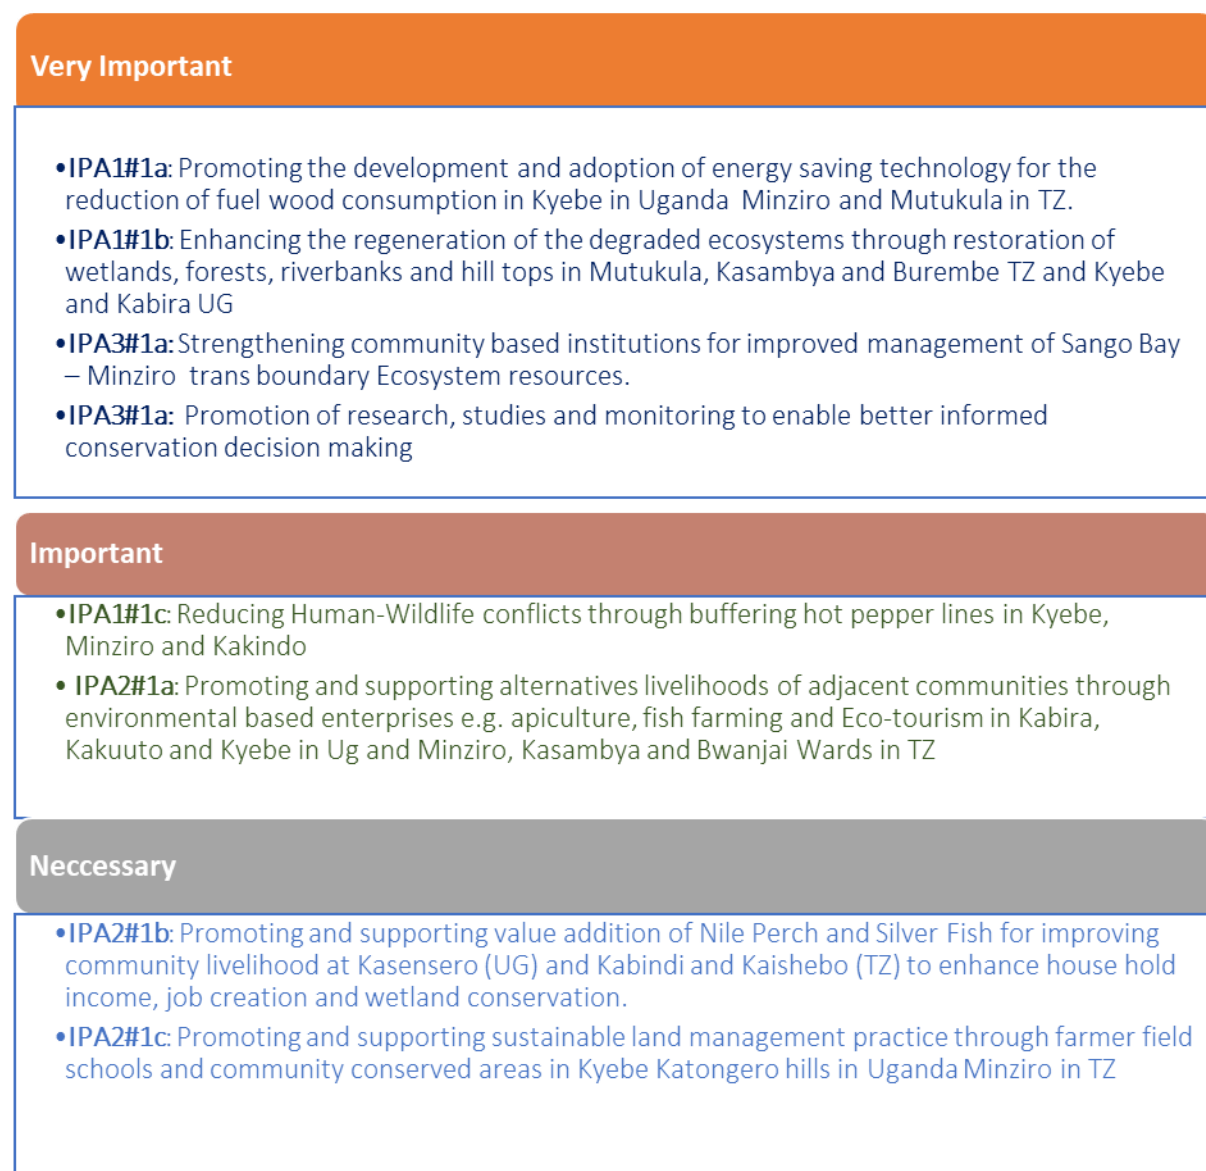 Very Important
•IPA1#1a: Promoting the development and adoption of energy saving technology for the
reduction of fuel wood consumption in Kyebe in Uganda Minziro and Mutukula in TZ.
•IPA1#1b: Enhancing the regeneration of the degraded ecosystems through restoration of
wetlands, forests, riverbanks and hill tops in Mutukula, Kasambya and Burembe TZ and Kyebe
and Kabira UG
•IPA3#1a: Strengthening community based institutions for improved management of Sango Bay
– Minziro trans boundary Ecosystem resources.
•IPA3#1a: Promotion of research, studies and monitoring to enable better informed
conservation decision making
Important
•IPA1#1c: Reducing Human-Wildlife conflicts through buffering hot pepper lines in Kyebe,
Minziro and Kakindo
• IPA2#1a: Promoting and supporting alternatives livelihoods of adjacent communities through
environmental based enterprises e.g. apiculture, fish farming and Eco-tourism in Kabira,
Kakuuto and Kyebe in Ug and Minziro, Kasambya and Bwanjai Wards in TZ
Neccessary
•IPA2#1b: Promoting and supporting value addition of Nile Perch and Silver Fish for improving
community livelihood at Kasensero (UG) and Kabindi and Kaishebo (TZ) to enhance house hold
income, job creation and wetland conservation.
•IPA2#1c: Promoting and supporting sustainable land management practice through farmer field
schools and community conserved areas in Kyebe Katongero hills in Uganda Minziro in TZ